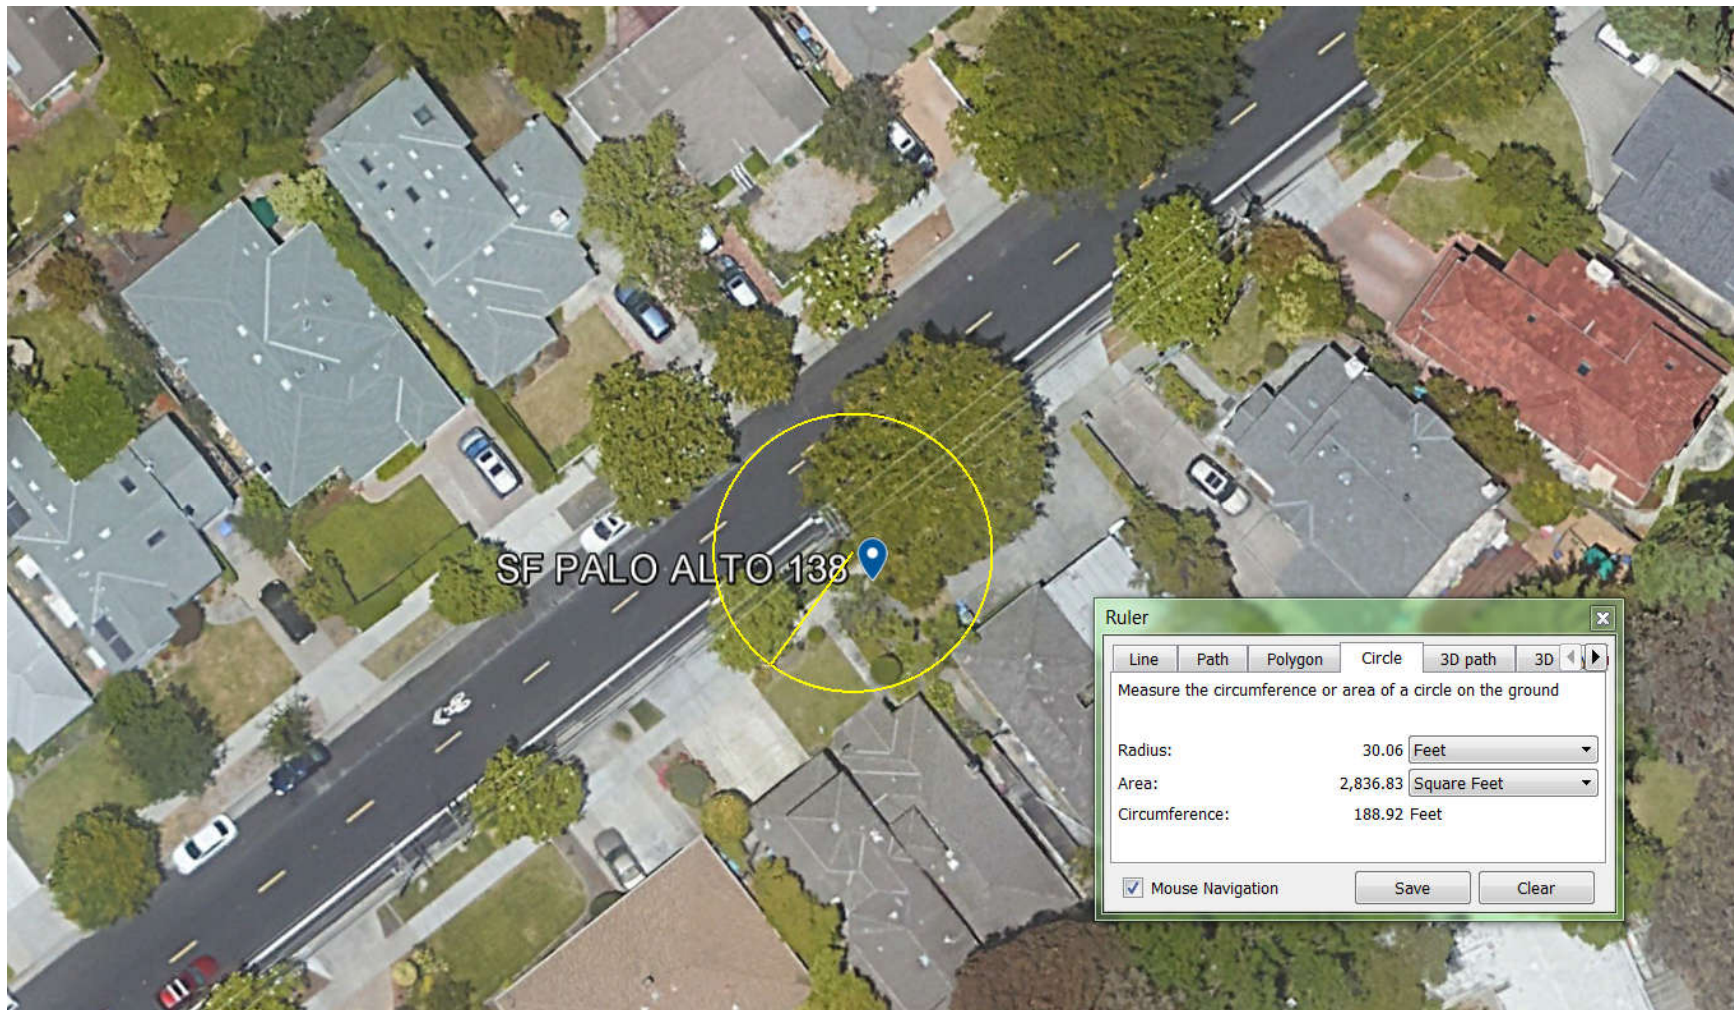 SF PALO ALTO 138
Ruler
Line Path Polygon Circle 3D path 3D
Measure the circumference or area of a circle on the ground
Radius: 30.06 Feet
Area: 2,836.83 Square Feet
Circumference: 188.92 Feet
Mouse Navigation Save Clear